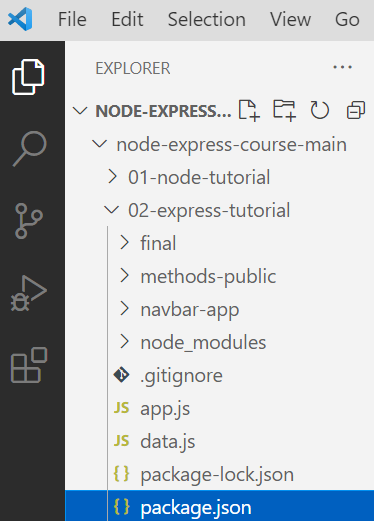 File Edit Selection View Go
EXPLORER ...
NODE-EXPRESS...
node-express-course-main
01-node-tutorial
02-express-tutorial
final
methods-public
navbar-app
node_modules
.gitignore
JS app.js
JS data.js
{ } package-lock.json
{ } package.json